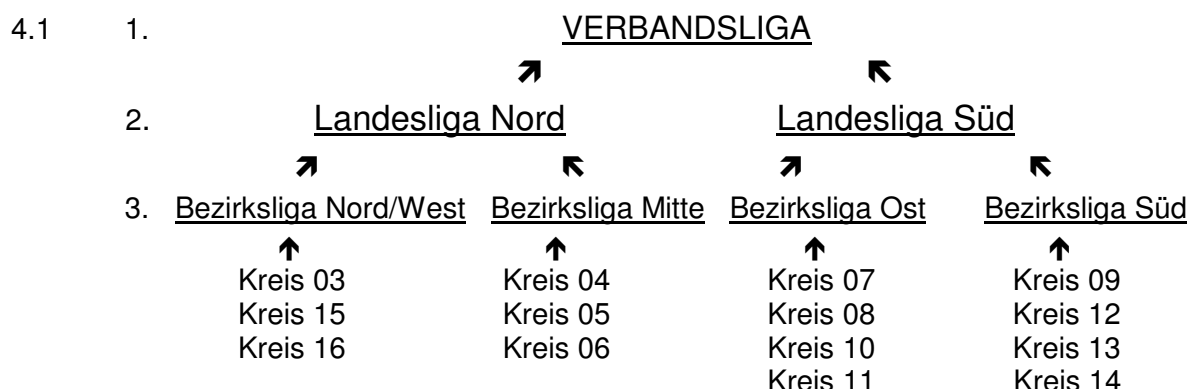 4.1 1. VERBANDSLIGA
2. Landesliga Nord Landesliga Süd
3. Bezirksliga Nord/West Bezirksliga Mitte Bezirksliga Ost Bezirksliga Süd
Kreis 03 Kreis 04 Kreis 07 Kreis 09
Kreis 15 Kreis 05 Kreis 08 Kreis 12
Kreis 16 Kreis 06 Kreis 10 Kreis 13
Kreis 11 Kreis 14